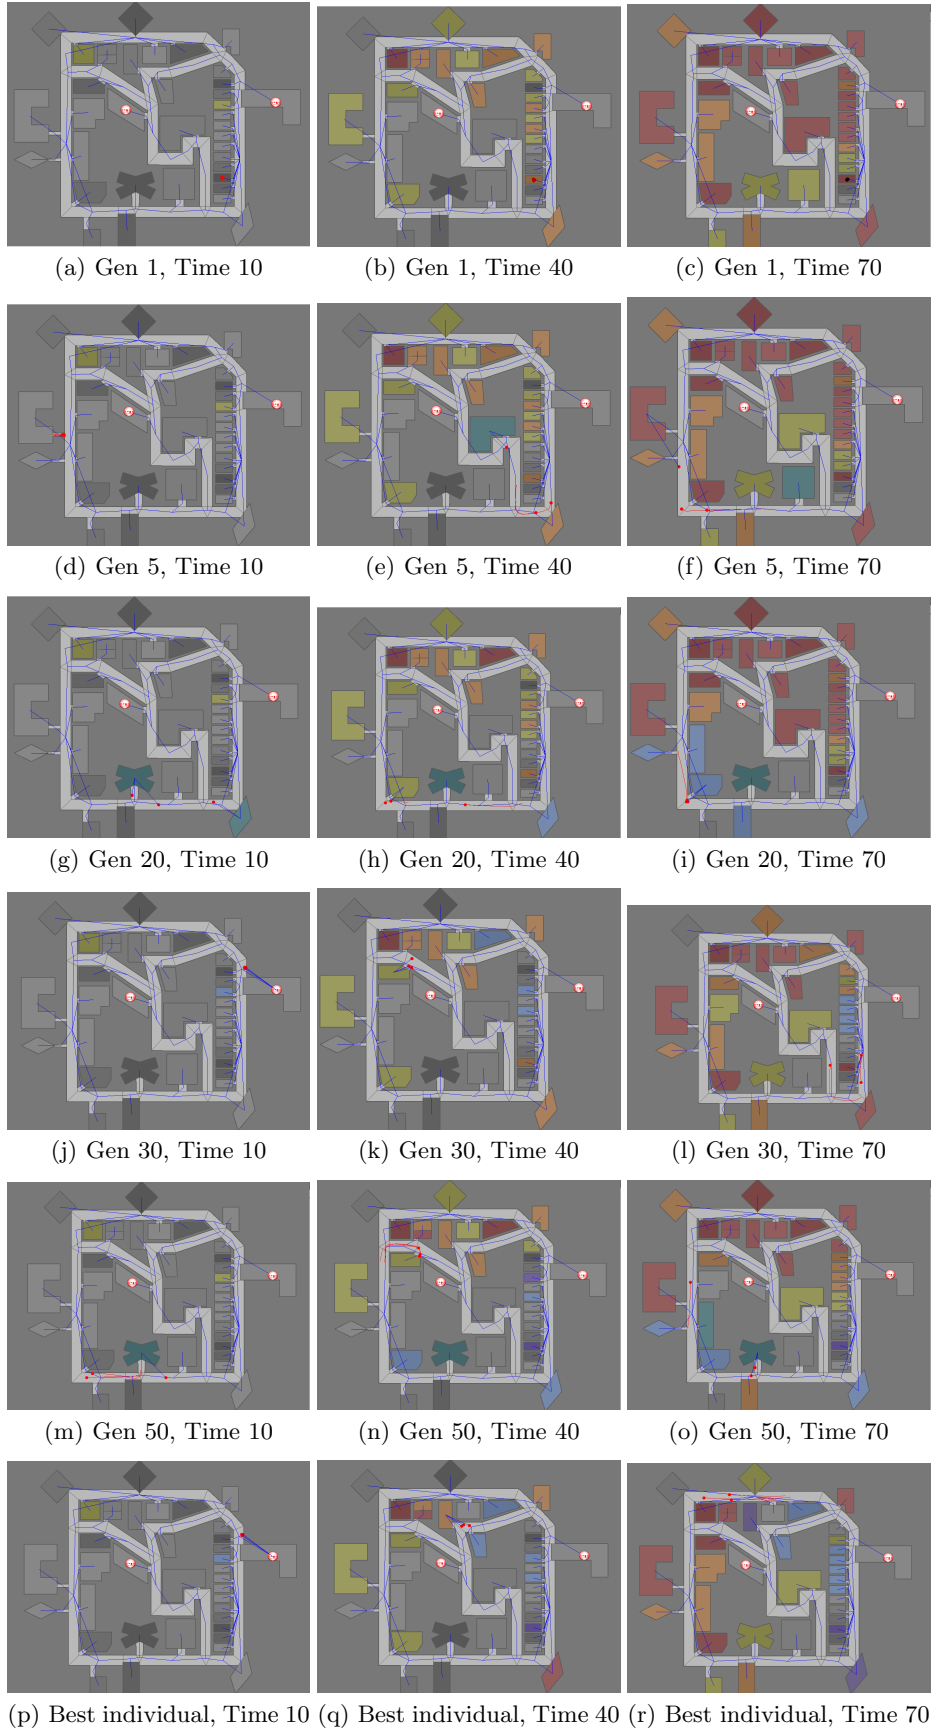 (a) Gen 1, Time 10
(b) Gen 1, Time 40
(c) Gen 1, Time 70
(d) Gen 5, Time 10
(e) Gen 5, Time 40
(f) Gen 5, Time 70
(g) Gen 20, Time 10
(h) Gen 20, Time 40
(i) Gen 20, Time 70
(j) Gen 30, Time 10
(k) Gen 30, Time 40
(l) Gen 30, Time 70
(m) Gen 50, Time 10
(n) Gen 50, Time 40
(o) Gen 50, Time 70
(p) Best individual, Time 10
(q) Best individual, Time 40
(r) Best individual, Time 70